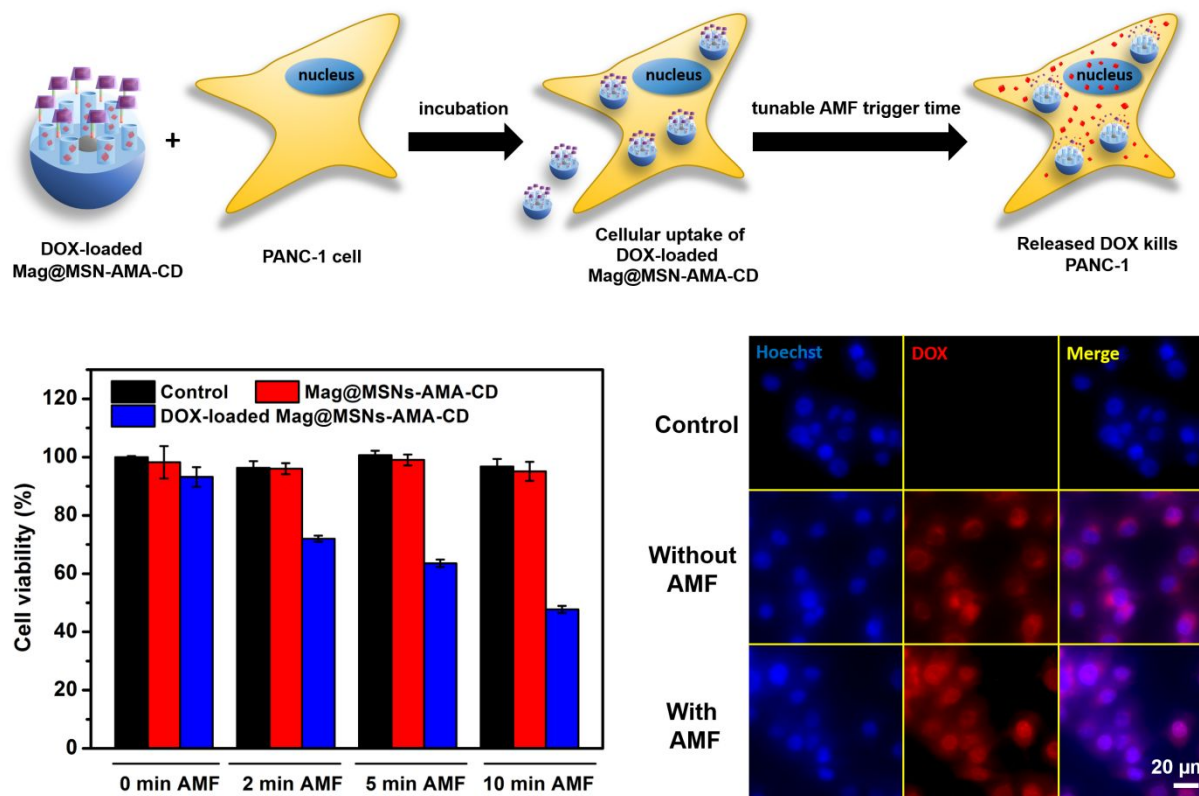 nucleus
nucleus
nucleus
+
incubation
tunable AMF trigger time
DOX-loaded
Mag@MSN-AMA-CD
PANC-1 cell
Cellular uptake of
DOX-loaded
Mag@MSN-AMA-CD
Released DOX kills
PANC-1
Control
Mag@MSNs-AMA-CD
DOX-loaded Mag@MSNs-AMA-CD
Cell viability (%)
120
100
80
60
40
20
0
0 min AMF
2 min AMF
5 min AMF
10 min AMF
Hoechst
DOX
Merge
Control
Without
AMF
With
AMF
20 µm